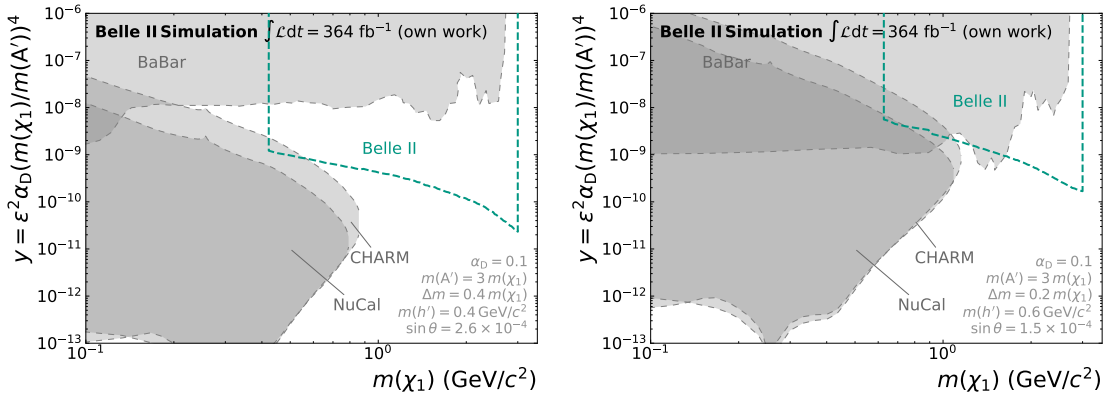 Belle II Simulation ∫ℒdt = 364 fb⁻¹ (own work)
BaBar
Belle II
CHARM
NuCal
α_D = 0.1
m(A′) = 3 m(χ₁)
Δm = 0.4 m(χ₁)
m(h′) = 0.4 GeV/c²
sin θ = 2.6 × 10⁻⁴
y = ε²α_D(m(χ₁)/m(A′))⁴
10⁻⁶
10⁻⁷
10⁻⁸
10⁻⁹
10⁻¹⁰
10⁻¹¹
10⁻¹²
10⁻¹³
10⁻¹
10⁰
m(χ₁) (GeV/c²)
Belle II Simulation ∫ℒdt = 364 fb⁻¹ (own work)
BaBar
Belle II
CHARM
NuCal
α_D = 0.1
m(A′) = 3 m(χ₁)
Δm = 0.2 m(χ₁)
m(h′) = 0.6 GeV/c²
sin θ = 1.5 × 10⁻⁴
y = ε²α_D(m(χ₁)/m(A′))⁴
10⁻⁶
10⁻⁷
10⁻⁸
10⁻⁹
10⁻¹⁰
10⁻¹¹
10⁻¹²
10⁻¹³
10⁻¹
10⁰
m(χ₁) (GeV/c²)